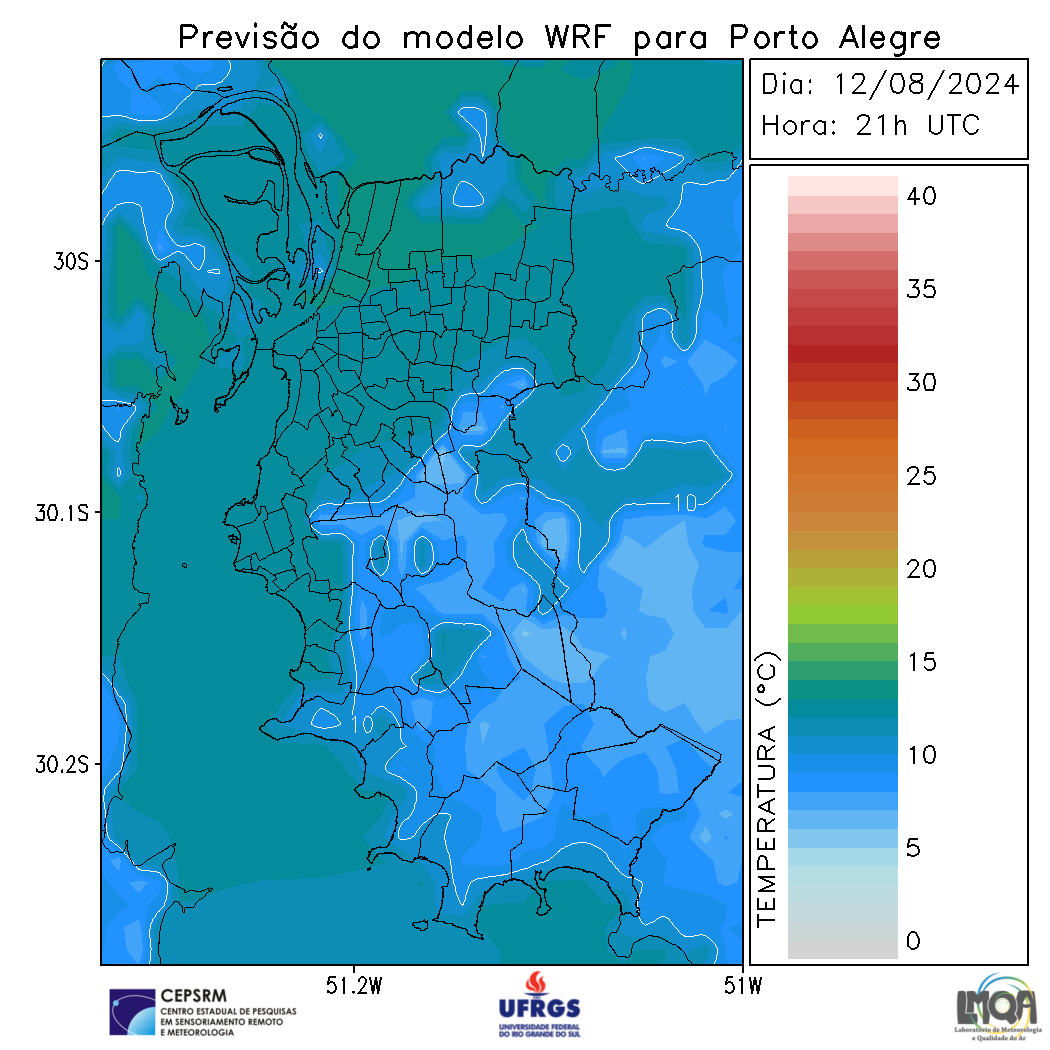 Previsão do modelo WRF para Porto Alegre
Dia: 12/08/2024
Hora: 21h UTC
40
35
30
25
20
15
10
5
0
TEMPERATURA (°C)
30S
30.1S
30.2S
51.2W
51W
10
10
CEPSRM
CENTRO ESTADUAL DE PESQUISAS
EM SENSORIAMENTO REMOTO
E METEOROLOGIA
UFRGS
UNIVERSIDADE FEDERAL
DO RIO GRANDE DO SUL
LMQA
Laboratório de Meteorologia
e Qualidade do Ar